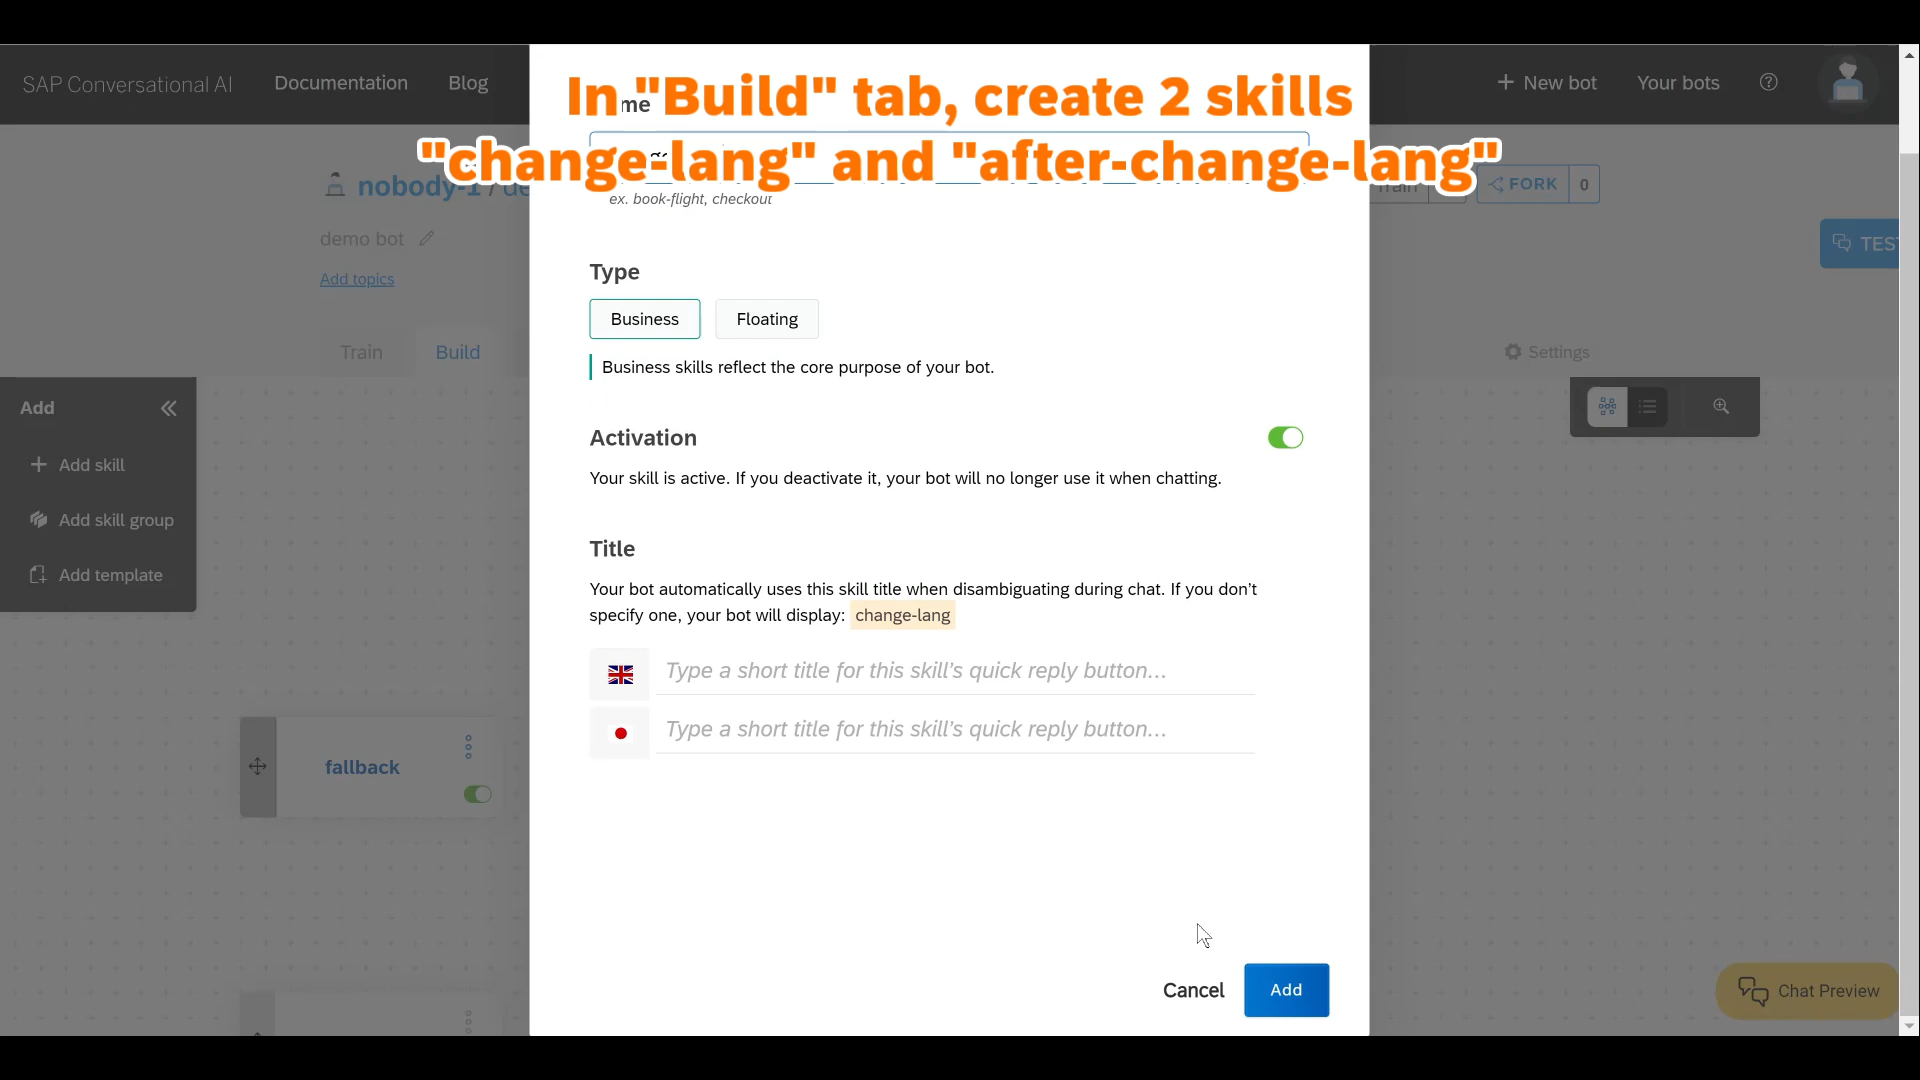 SAP Conversational AI
Documentation
Blog
New bot
Your bots
In "Build" tab, create 2 skills
"change-lang" and "after-change-lang"
ex. book-flight, checkout
nobody-1 /
FORK 0
demo bot
Add topics
Type
Business
Floating
Business skills reflect the core purpose of your bot.
Train
Build
Settings
Add
Add skill
Add skill group
Add template
Activation
Your skill is active. If you deactivate it, your bot will no longer use it when chatting.
Title
Your bot automatically uses this skill title when disambiguating during chat. If you don’t
specify one, your bot will display: change-lang
Type a short title for this skill’s quick reply button...
Type a short title for this skill’s quick reply button...
fallback
Cancel
Add
Chat Preview